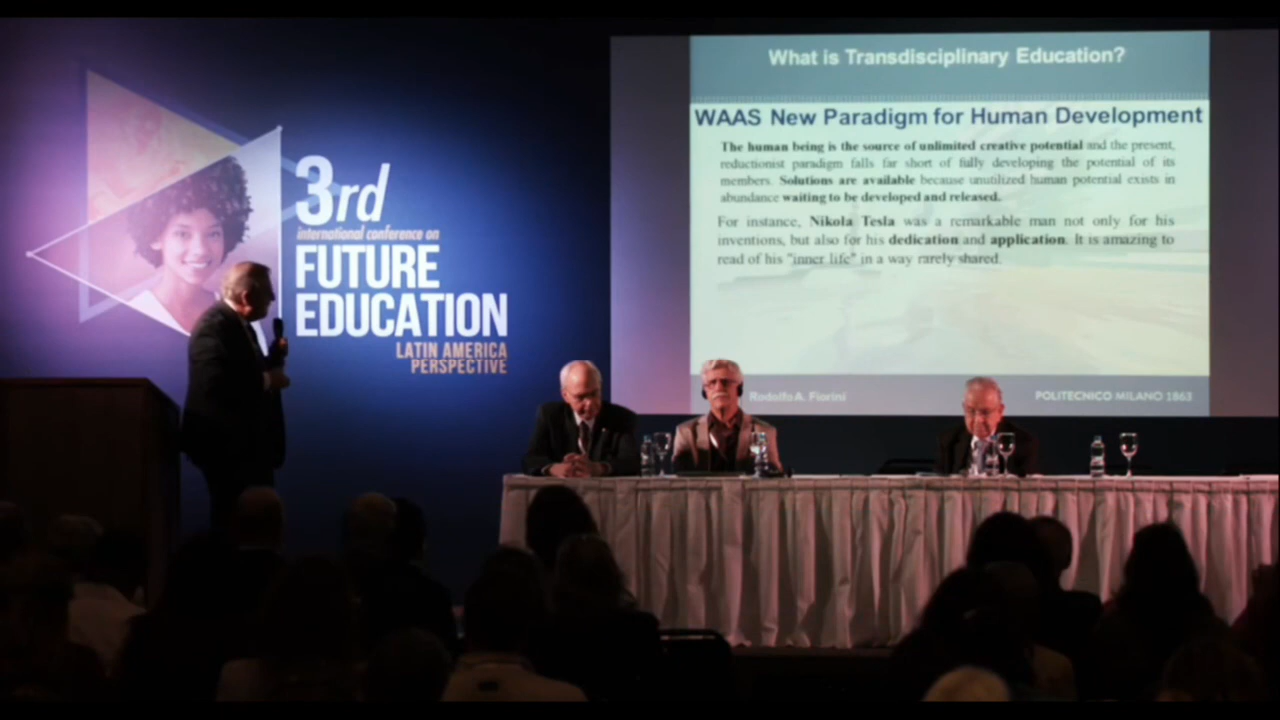 3rd
international conference on
FUTURE
EDUCATION
LATIN AMERICA
PERSPECTIVE
What is Transdisciplinary Education?
WAAS New Paradigm for Human Development
The human being is the source of unlimited creative potential and the present,
reductionist paradigm falls far short of fully developing the potential of its
members. Solutions are available because unutilized human potential exists in
abundance waiting to be developed and released.
For instance, Nikola Tesla was a remarkable man not only for his
inventions, but also for his dedication and application. It is amazing to
read of his "inner life" in a way rarely shared.
Rodolfo A. Fiorini
POLITECNICO MILANO 1863